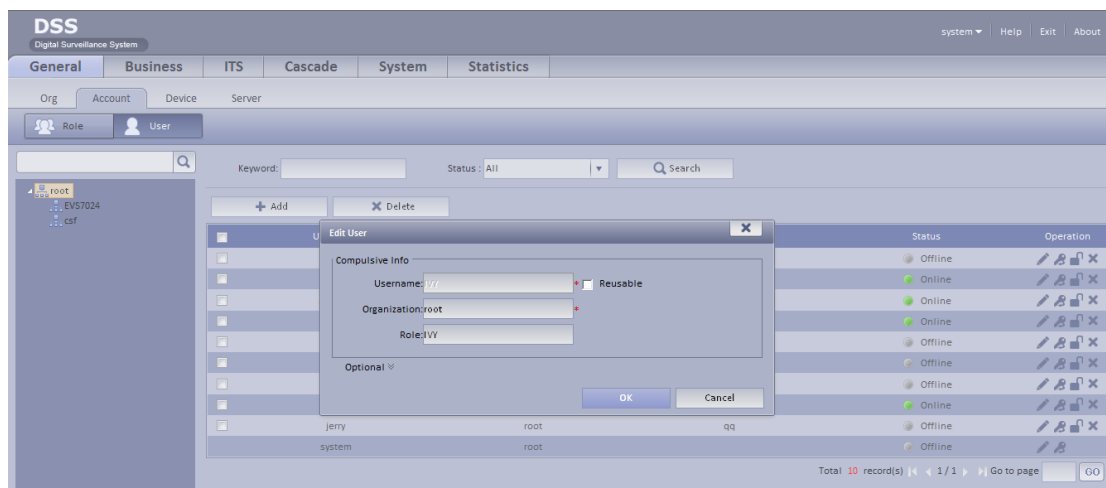 DSS
Digital Surveillance System
system Help Exit About
General Business ITS Cascade System Statistics
Org Account Device Server
Role User
Keyword: Status : All Search
root
EVS7024
csf
Add Delete
Edit User
U Status Operation
Compulsive Info
Username: IVY * Reusable
Organization: root *
Role: IVY
Optional
OK Cancel
Offline
Online
Online
Online
Offline
Offline
Offline
Online
jerry root qq Offline
system root Offline
Total 10 record(s) 1 / 1 Go to page GO